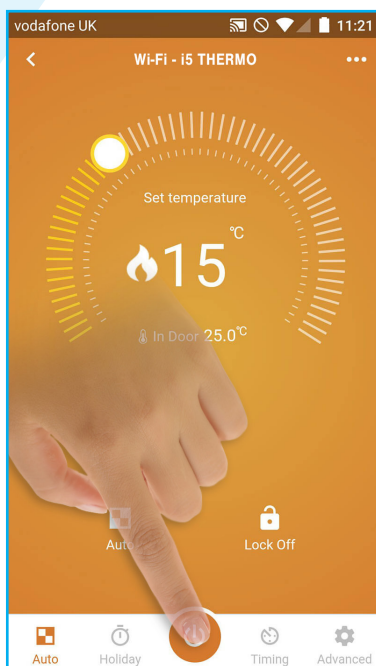 vodafone UK 11:21
Wi-Fi - i5 THERMO
Set temperature
15 °C
In Door 25.0°C
Auto Lock Off
Auto Holiday Timing Advanced